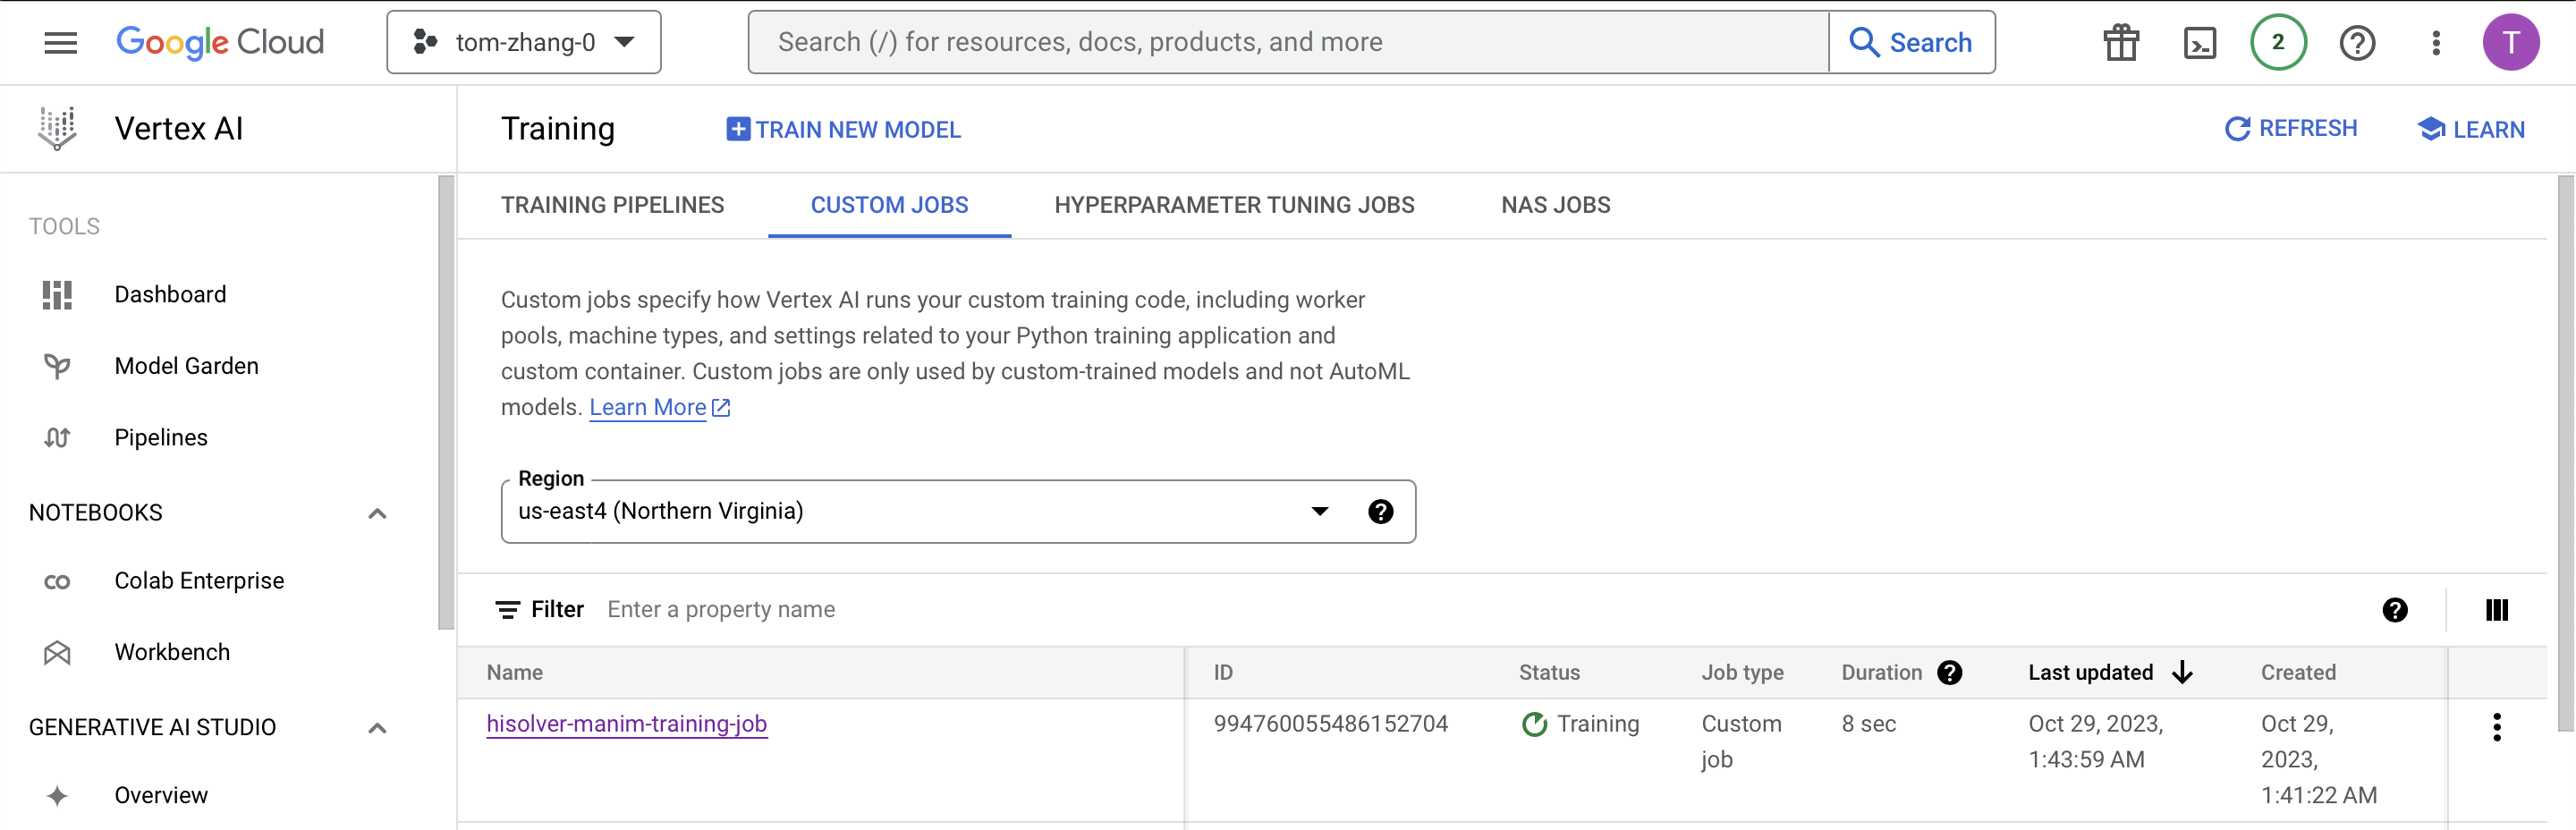 Google Cloud
tom-zhang-0
Search (/) for resources, docs, products, and more
Search
2
T
Vertex AI
Training
TRAIN NEW MODEL
REFRESH
LEARN
TOOLS
Dashboard
Model Garden
Pipelines
NOTEBOOKS
Colab Enterprise
Workbench
GENERATIVE AI STUDIO
Overview
TRAINING PIPELINES
CUSTOM JOBS
HYPERPARAMETER TUNING JOBS
NAS JOBS
Custom jobs specify how Vertex AI runs your custom training code, including worker
pools, machine types, and settings related to your Python training application and
custom container. Custom jobs are only used by custom-trained models and not AutoML
models. Learn More
Region
us-east4 (Northern Virginia)
Filter Enter a property name
Name ID Status Job type Duration Last updated Created
hisolver-manim-training-job 994760055486152704 Training Custom 8 sec Oct 29, 2023, Oct 29,
job 1:43:59 AM 2023,
1:41:22 AM